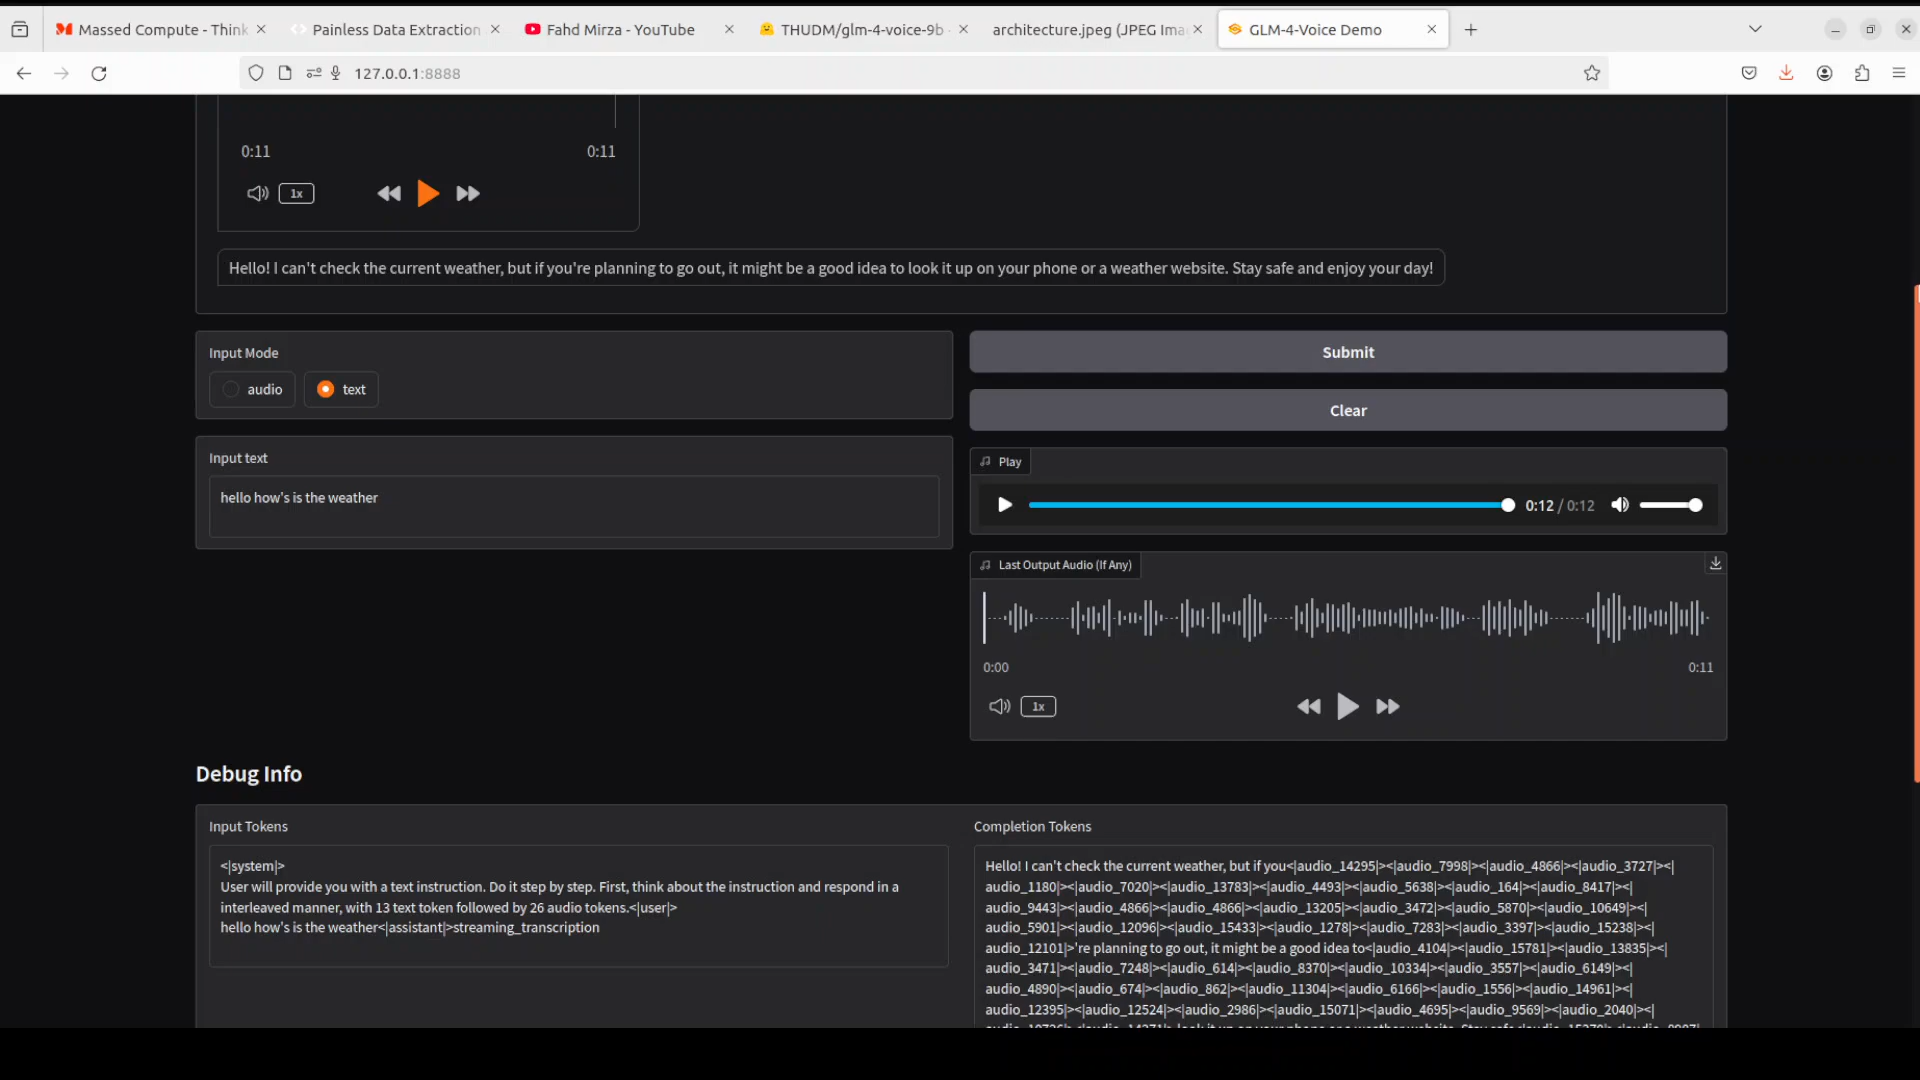 Massed Compute - Think
Painless Data Extraction
Fahd Mirza - YouTube
THUDM/glm-4-voice-9b
architecture.jpeg (JPEG Ima
GLM-4-Voice Demo
127.0.0.1:8888
0:11
0:11
1x
Hello! I can't check the current weather, but if you're planning to go out, it might be a good idea to look it up on your phone or a weather website. Stay safe and enjoy your day!
Input Mode
audio
text
Submit
Clear
Input text
hello how's is the weather
Play
0:12 / 0:12
Last Output Audio (If Any)
0:00
0:11
1x
Debug Info
Input Tokens
<|system|>
User will provide you with a text instruction. Do it step by step. First, think about the instruction and respond in a
interleaved manner, with 13 text token followed by 26 audio tokens.<|user|>
hello how's is the weather<|assistant|>streaming_transcription
Completion Tokens
Hello! I can't check the current weather, but if you<|audio_14295|><|audio_7998|><|audio_4866|><|audio_3727|><|
audio_1180|><|audio_7020|><|audio_13783|><|audio_4493|><|audio_5638|><|audio_164|><|audio_8417|><|
audio_9443|><|audio_4866|><|audio_4866|><|audio_13205|><|audio_3472|><|audio_5870|><|audio_10649|><|
audio_5901|><|audio_12096|><|audio_15433|><|audio_1278|><|audio_7283|><|audio_3397|><|audio_15238|><|
audio_12101|>'re planning to go out, it might be a good idea to<|audio_4104|><|audio_15781|><|audio_13835|><|
audio_3471|><|audio_7248|><|audio_614|><|audio_8370|><|audio_10334|><|audio_3557|><|audio_6149|><|
audio_4890|><|audio_674|><|audio_862|><|audio_11304|><|audio_6166|><|audio_1556|><|audio_14961|><|
audio_12395|><|audio_12524|><|audio_2986|><|audio_15071|><|audio_4695|><|audio_9569|><|audio_2040|><|